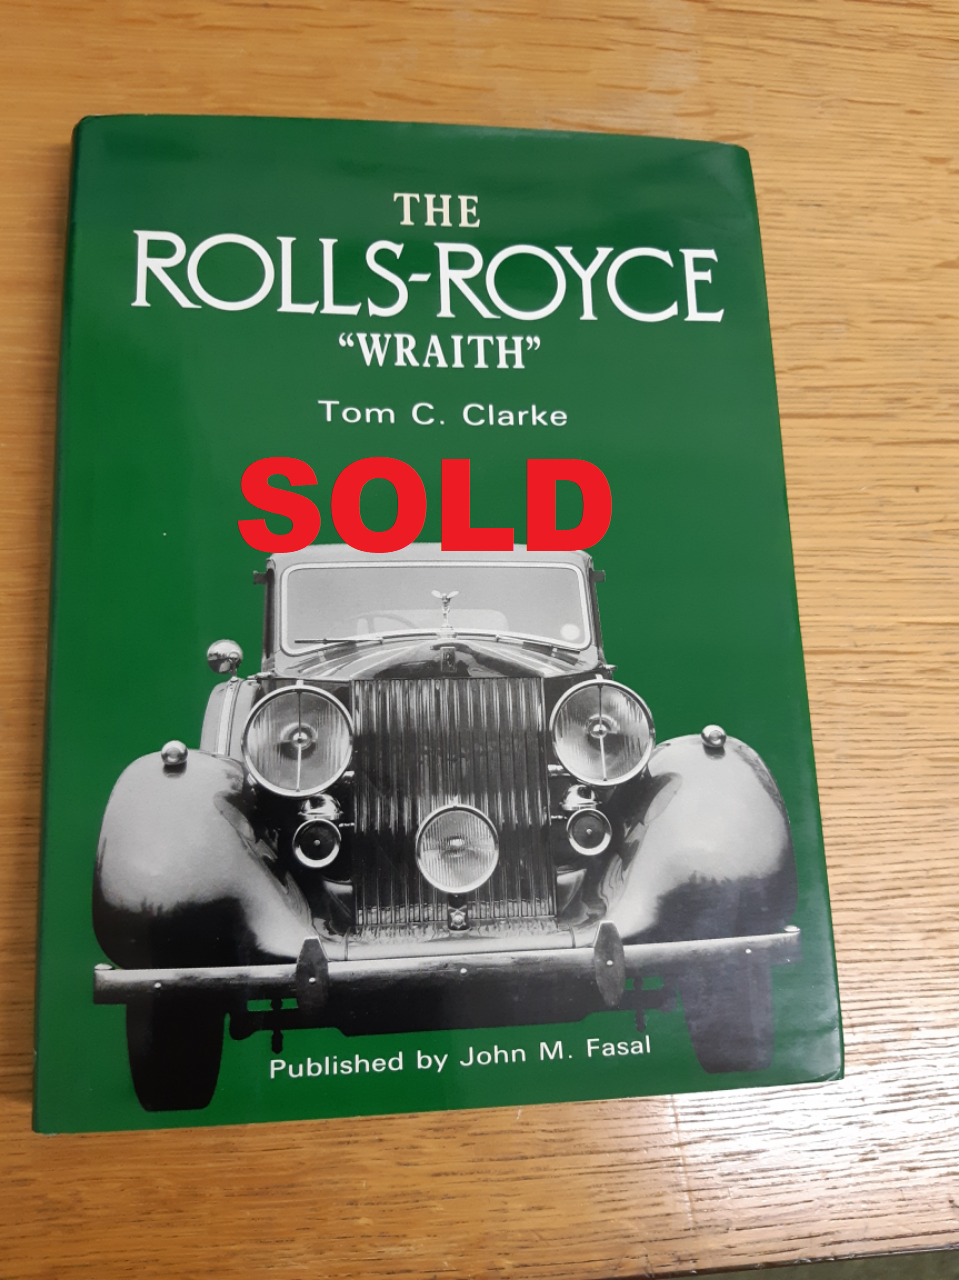 THE
ROLLS-ROYCE
“WRAITH”
Tom C. Clarke
SOLD
Published by John M. Fasal